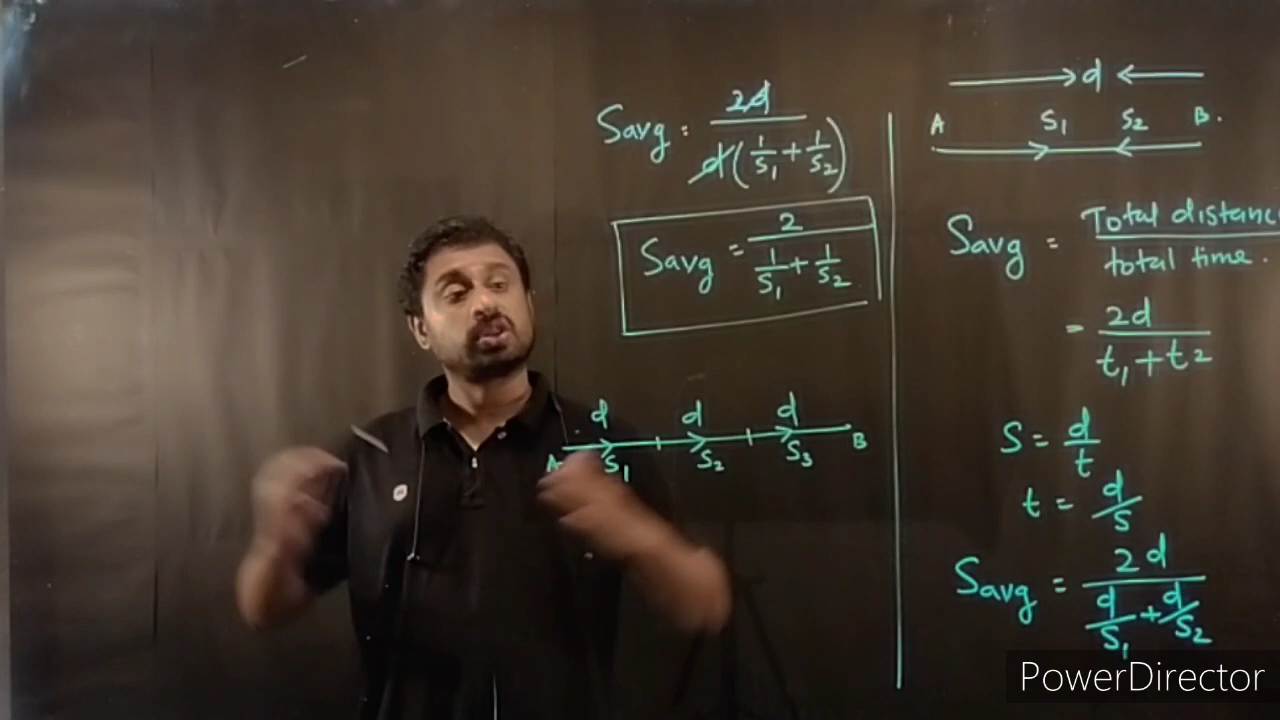 Savg = 2d / d(1/S₁ + 1/S₂)
Savg = 2 / (1/S₁ + 1/S₂)
d d d
A S₁ S₂ S₃ B
d
A S₁ S₂ B.
Savg = Total distanc / total time.
= 2d / t₁ + t₂
S = d/t
t = d/s
Savg = 2d / (d/S₁ + d/S₂)
PowerDirector